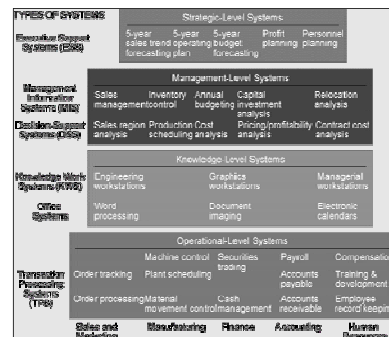 TYPES OF SYSTEMS
Strategic-Level Systems
Executive Support
Systems (ESS)
5-year
sales trend
forecasting
5-year
operating
plan
5-year
budget
forecasting
Profit
planning
Personnel
planning
Management-Level Systems
Management
Information
Systems (MIS)
Sales
management
Inventory
control
Annual
budgeting
Capital
investment
analysis
Relocation
analysis
Decision-Support
Systems (DSS)
Sales region
analysis
Production
scheduling
Cost
analysis
Pricing/profitability
analysis
Contract cost
analysis
Knowledge-Level Systems
Knowledge Work
Systems (KWS)
Engineering
workstations
Graphics
workstations
Managerial
workstations
Office
Systems
Word
processing
Document
imaging
Electronic
calendars
Operational-Level Systems
Transaction
Processing
Systems
(TPS)
Machine control
Securities
trading
Payroll
Compensatio
Order tracking
Plant scheduling
Accounts
payable
Training &
development
Order processing
Material
movement control
Cash
management
Accounts
receivable
Employee
record keepin
Sales and
Manufacturing
Finance
Accounting
Human